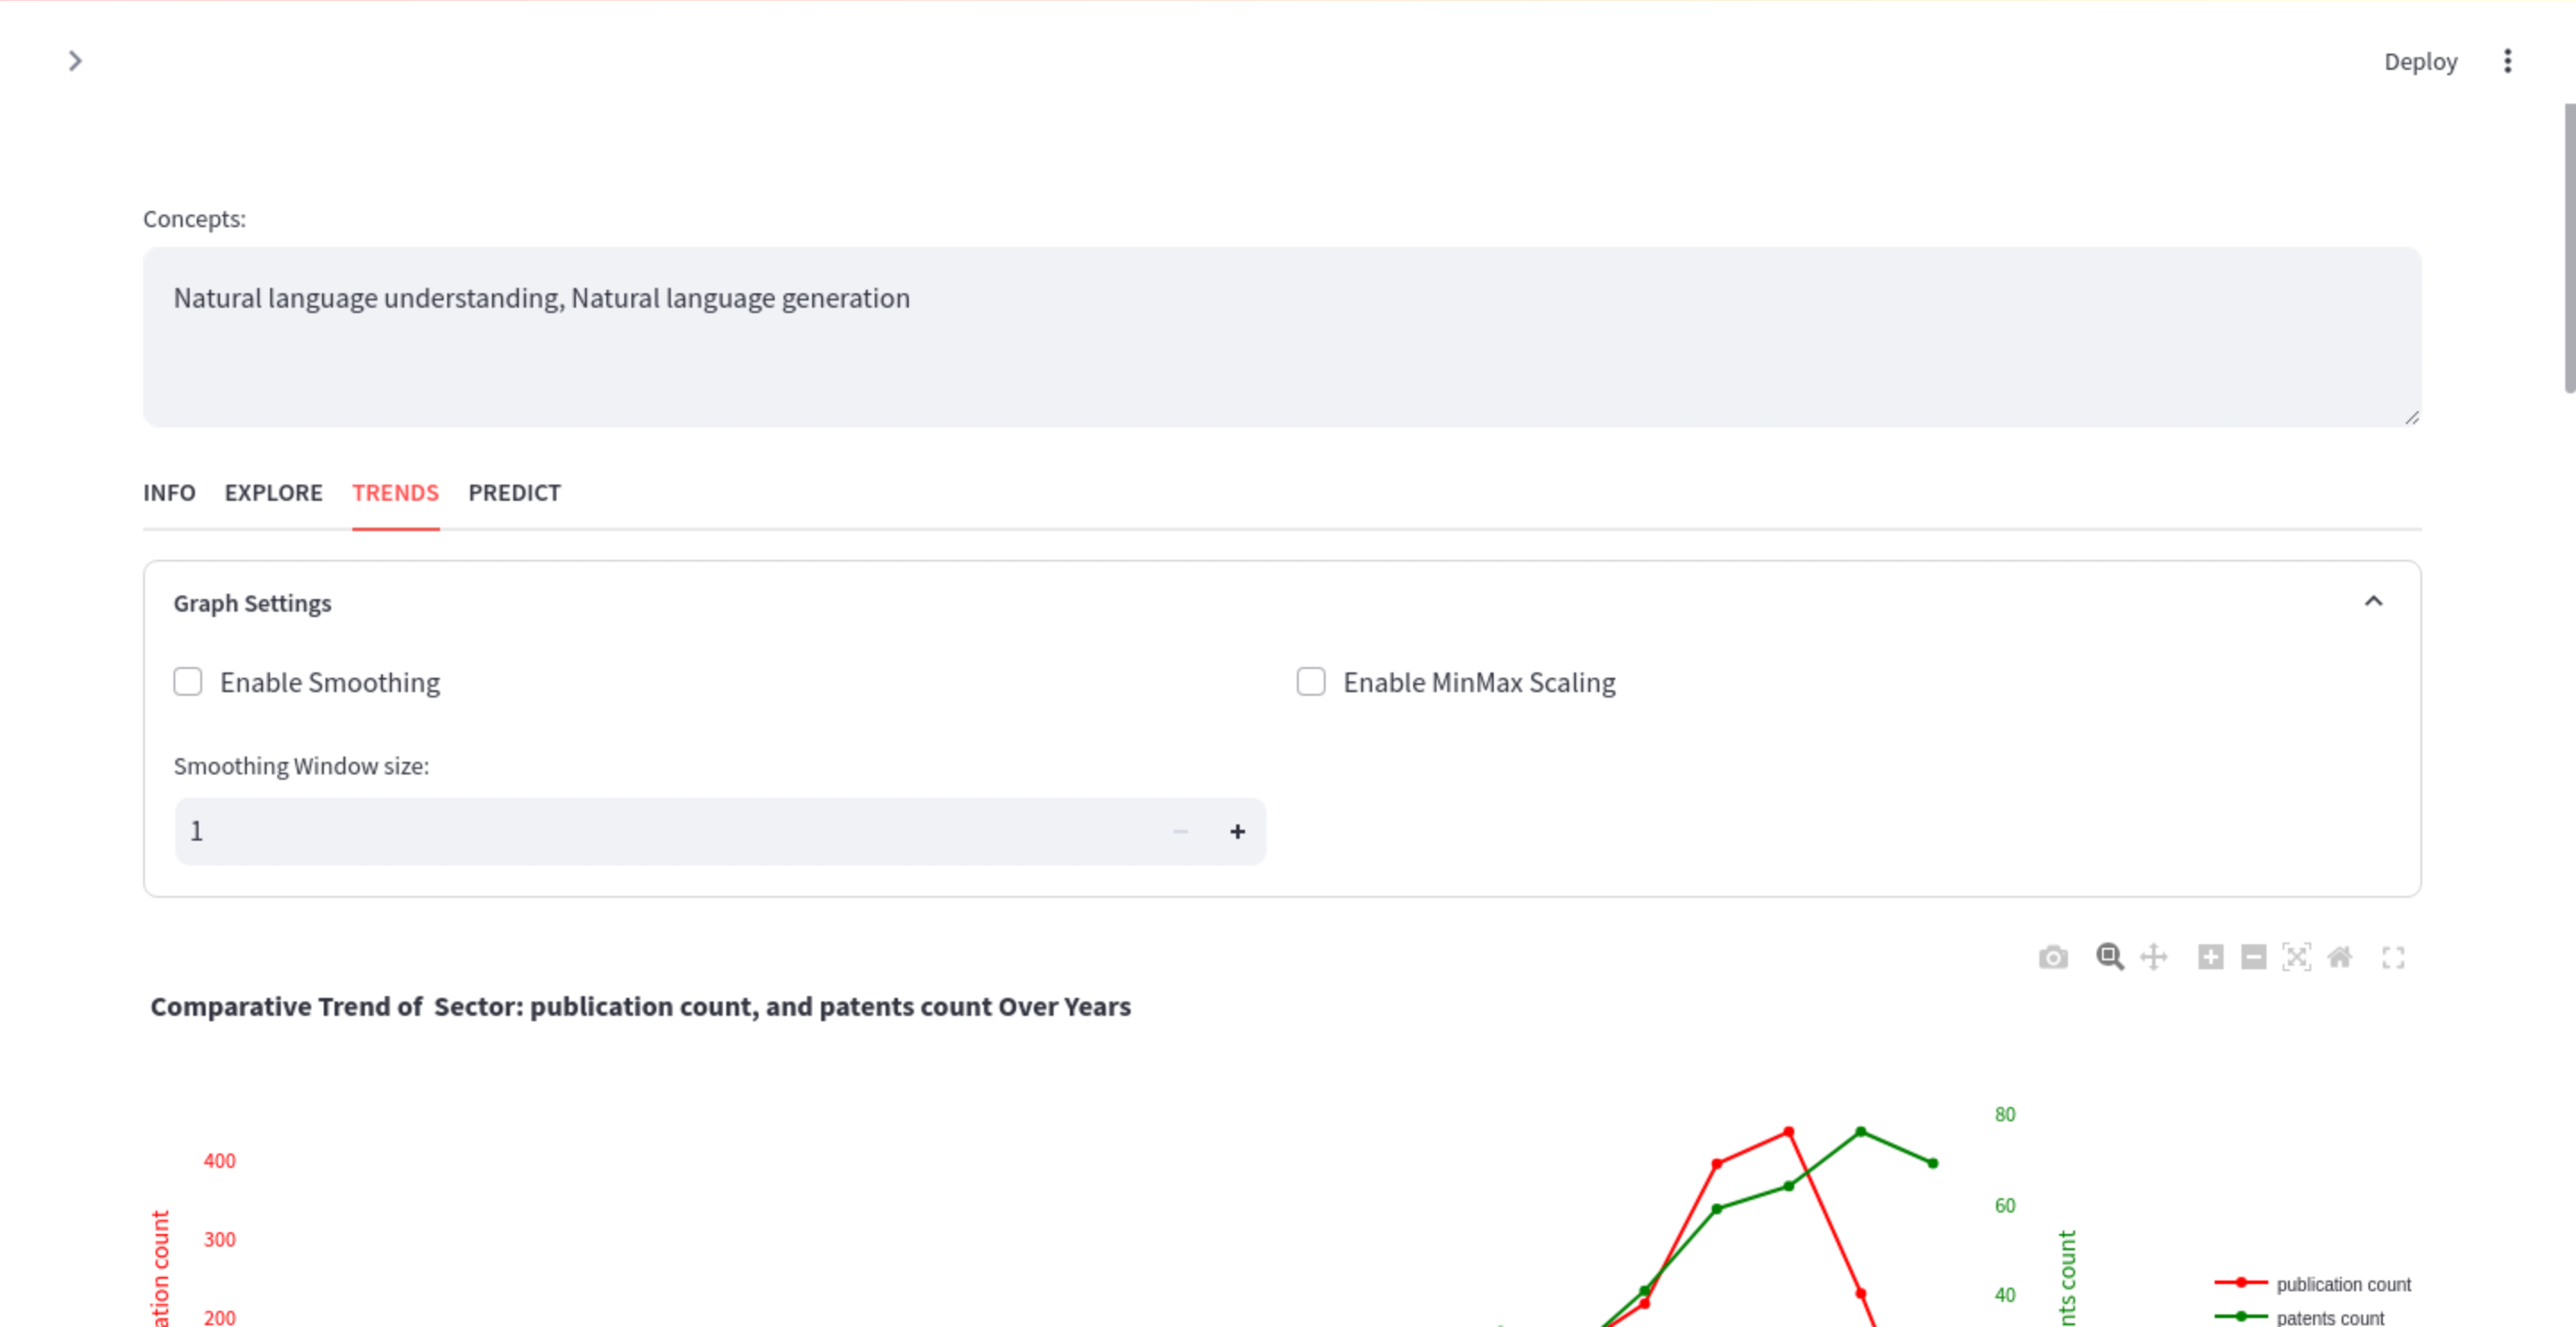 Deploy
Concepts:
Natural language understanding, Natural language generation
INFO EXPLORE TRENDS PREDICT
Graph Settings
Enable Smoothing
Enable MinMax Scaling
Smoothing Window size:
1
Comparative Trend of Sector: publication count, and patents count Over Years
400
300
200
ation count
80
60
40
nts count
publication count
patents count